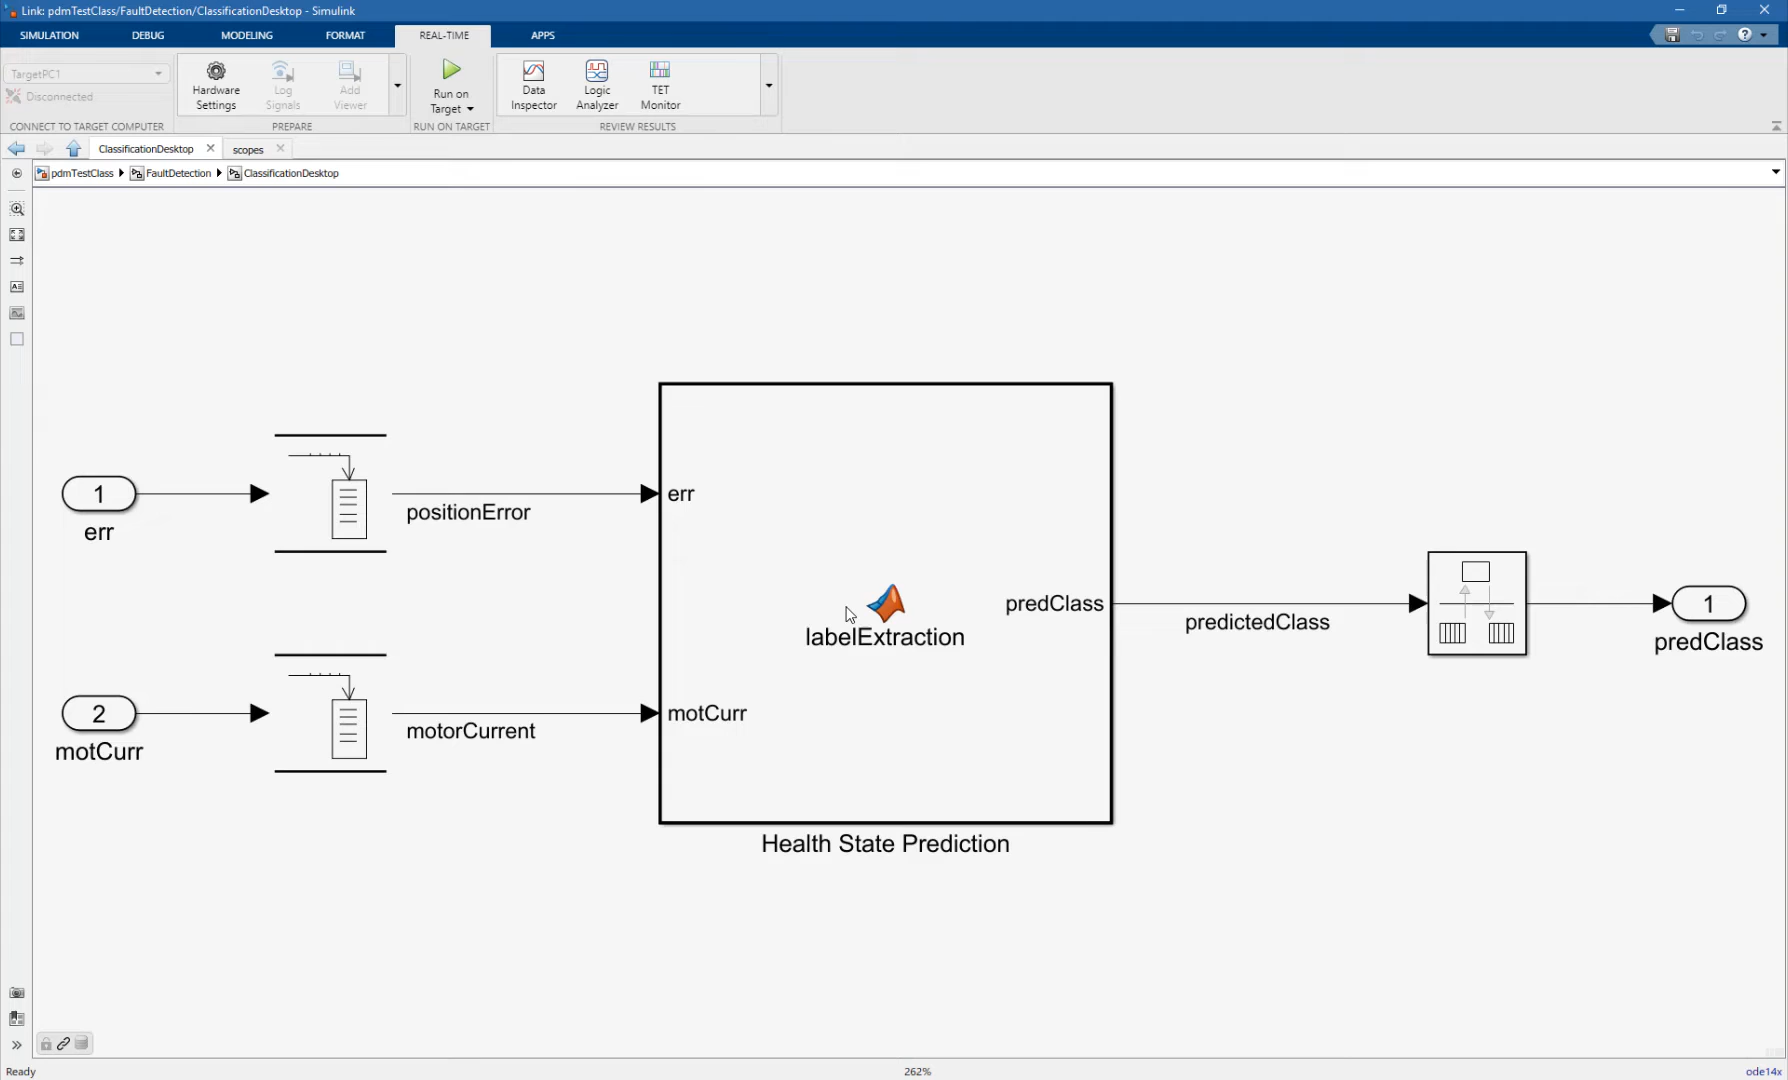 Link: pdmTestClass/FaultDetection/ClassificationDesktop - Simulink
SIMULATION DEBUG MODELING FORMAT REAL-TIME APPS
TargetPC1
Disconnected
Hardware Settings
Log Signals
Add Viewer
Run on Target
Data Inspector
Logic Analyzer
TET Monitor
CONNECT TO TARGET COMPUTER PREPARE RUN ON TARGET REVIEW RESULTS
ClassificationDesktop scopes
pdmTestClass FaultDetection ClassificationDesktop
1
err
positionError
err
labelExtraction
predClass
predictedClass
1
predClass
2
motCurr
motorCurrent
motCurr
Health State Prediction
Ready 262% ode14x